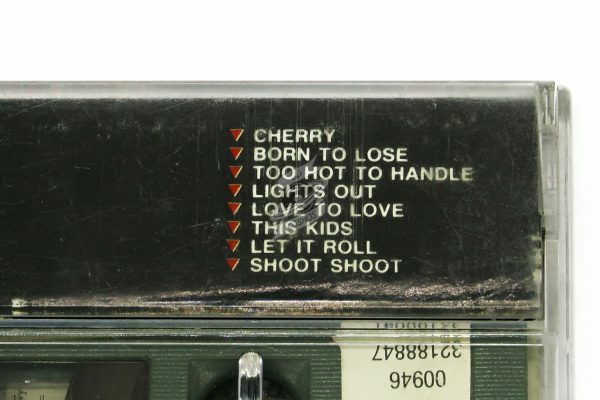 CHERRY
BORN TO LOSE
TOO HOT TO HANDLE
LIGHTS OUT
LOVE TO LOVE
THIS KIDS
LET IT ROLL
SHOOT SHOOT
32188847
00946